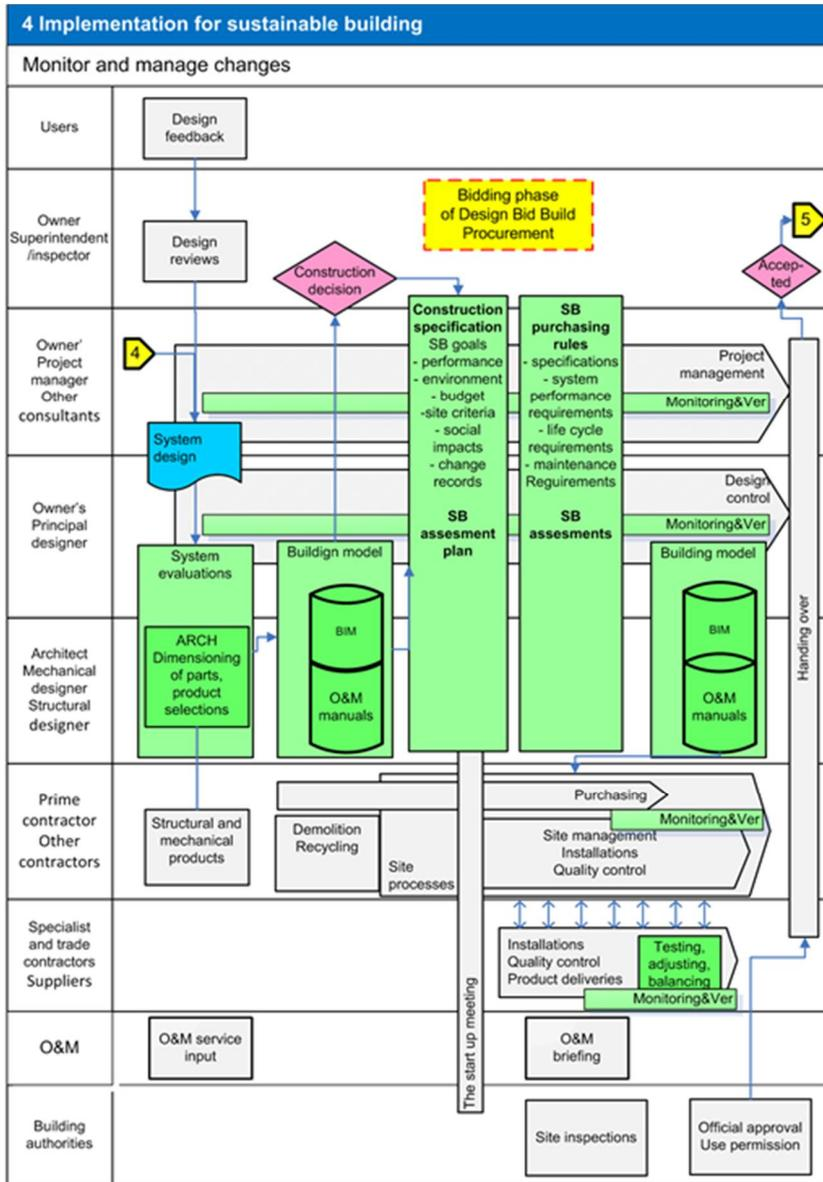 4 Implementation for sustainable building
Monitor and manage changes
Users
Design
feedback
Owner
Superintendent
/inspector
Design
reviews
Construction
decision
Bidding phase
of Design Bid Build
Procurement
5
Accep-
ted
Owner'
Project
manager
Other
consultants
4
System
design
Construction
specification
SB goals
- performance
- environment
- budget
-site criteria
- social
impacts
- change
records
SB
assesment
plan
SB
purchasing
rules
- specifications
- system
performance
requirements
- life cycle
requirements
- maintenance
Reguirements
SB
assesments
Project
management
Monitoring&Ver
Owner's
Principal
designer
Design
control
Monitoring&Ver
System
evaluations
Buildign model
Building model
Architect
Mechanical
designer
Structural
designer
ARCH
Dimensioning
of parts,
product
selections
BIM
O&M
manuals
BIM
O&M
manuals
Handing over
Prime
contractor
Other
contractors
Structural and
mechanical
products
Purchasing
Monitoring&Ver
Demolition
Recycling
Site
processes
Site management
Installations
Quality control
Specialist
and trade
contractors
Suppliers
Installations
Quality control
Product deliveries
Testing,
adjusting,
balancing
Monitoring&Ver
The start up meeting
O&M
O&M service
input
O&M
briefing
Building
authorities
Site inspections
Official approval
Use permission